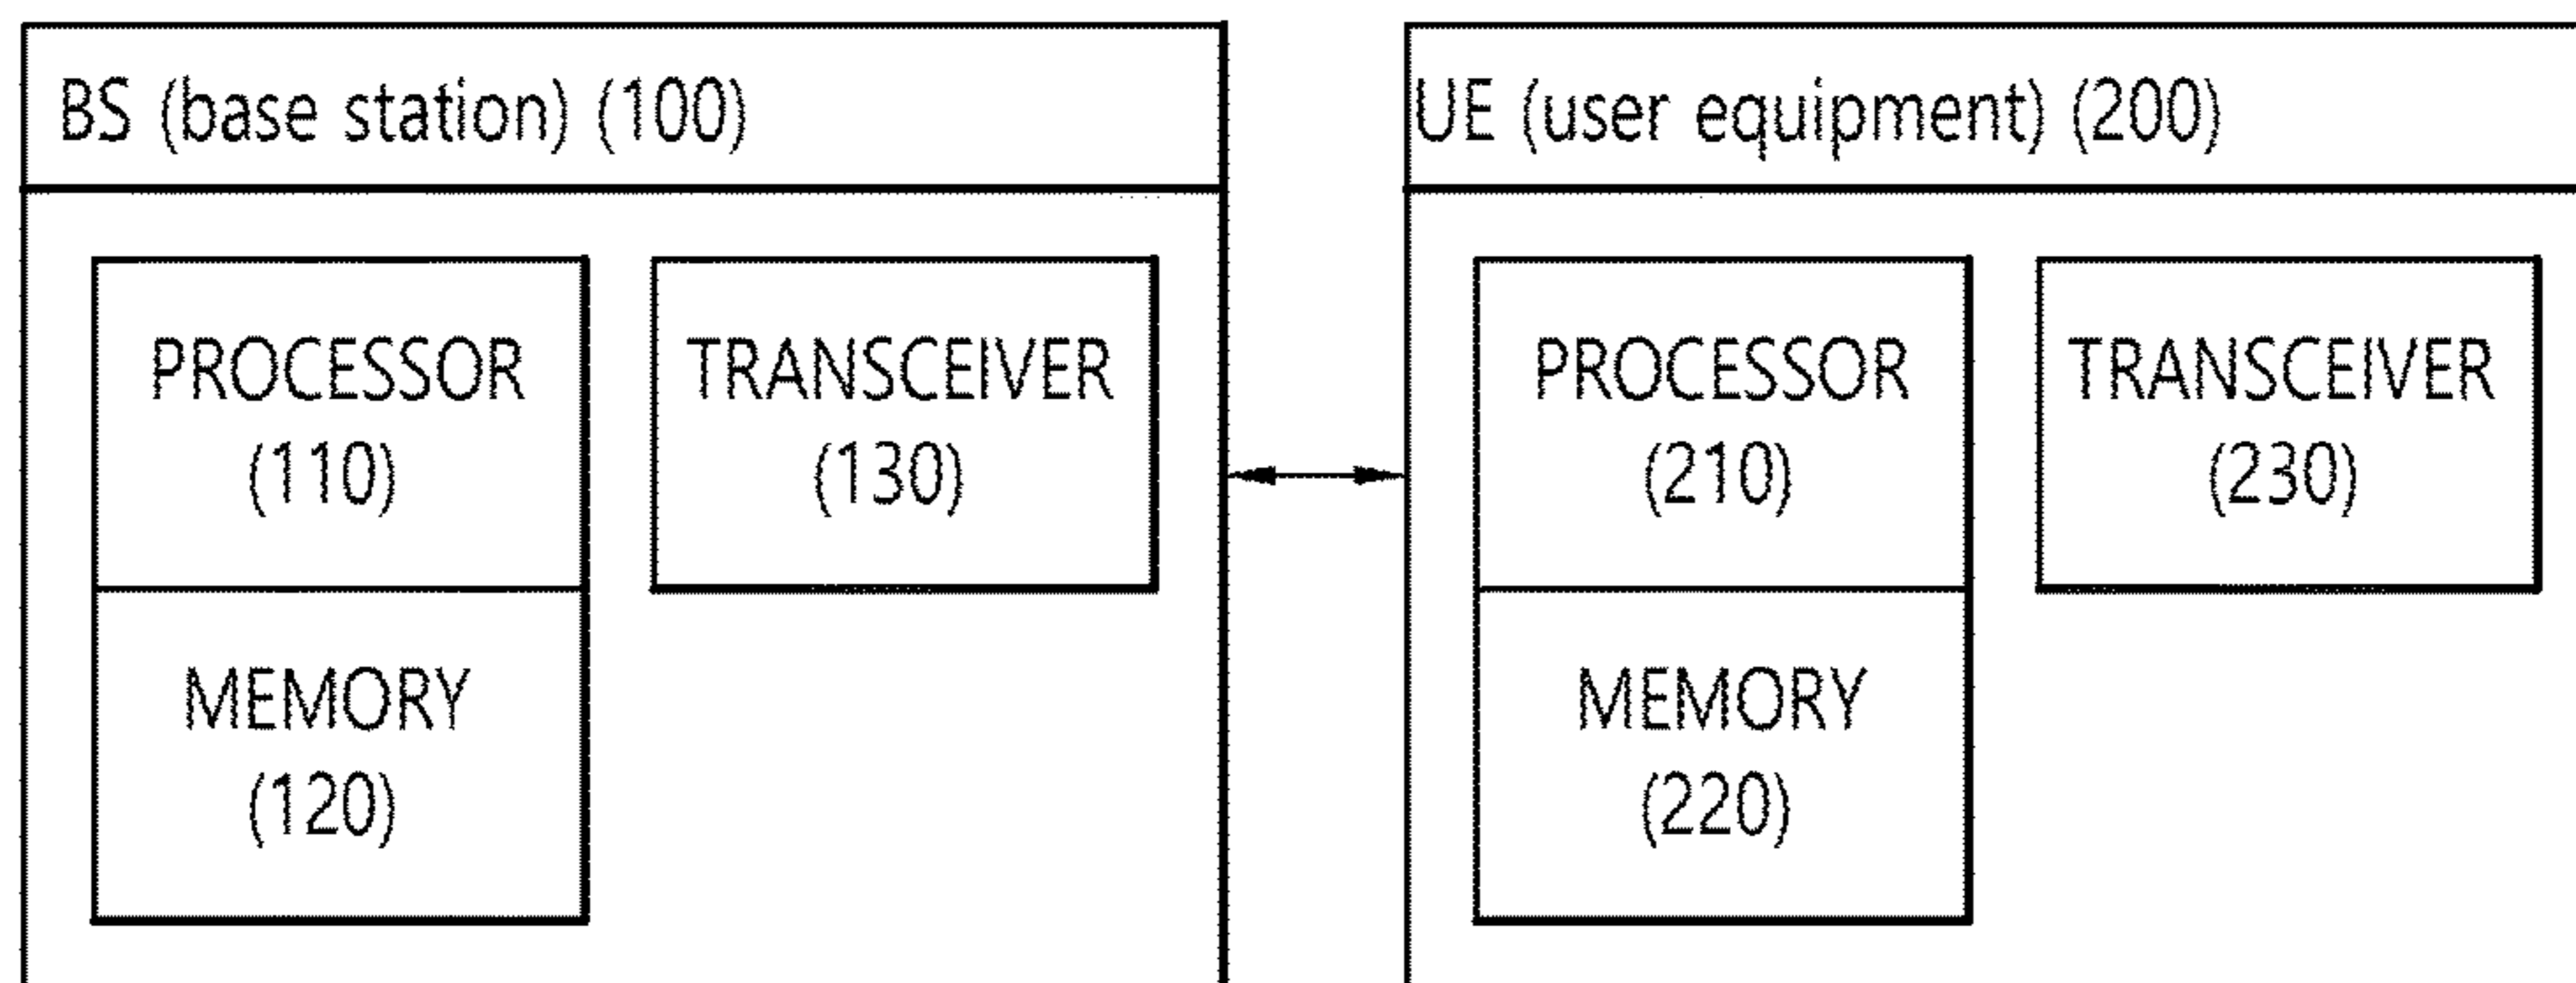 BS (base station) (100)
PROCESSOR
(110)
TRANSCEIVER
(130)
MEMORY
(120)
UE (user equipment) (200)
PROCESSOR
(210)
TRANSCEIVER
(230)
MEMORY
(220)